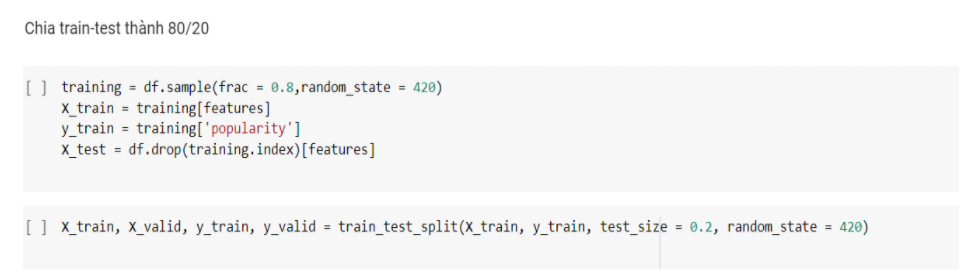 Chia train-test thành 80/20
[ ] training = df.sample(frac = 0.8,random_state = 420)
X_train = training[features]
y_train = training['popularity']
X_test = df.drop(training.index)[features]
[ ] X_train, X_valid, y_train, y_valid = train_test_split(X_train, y_train, test_size = 0.2, random_state = 420)